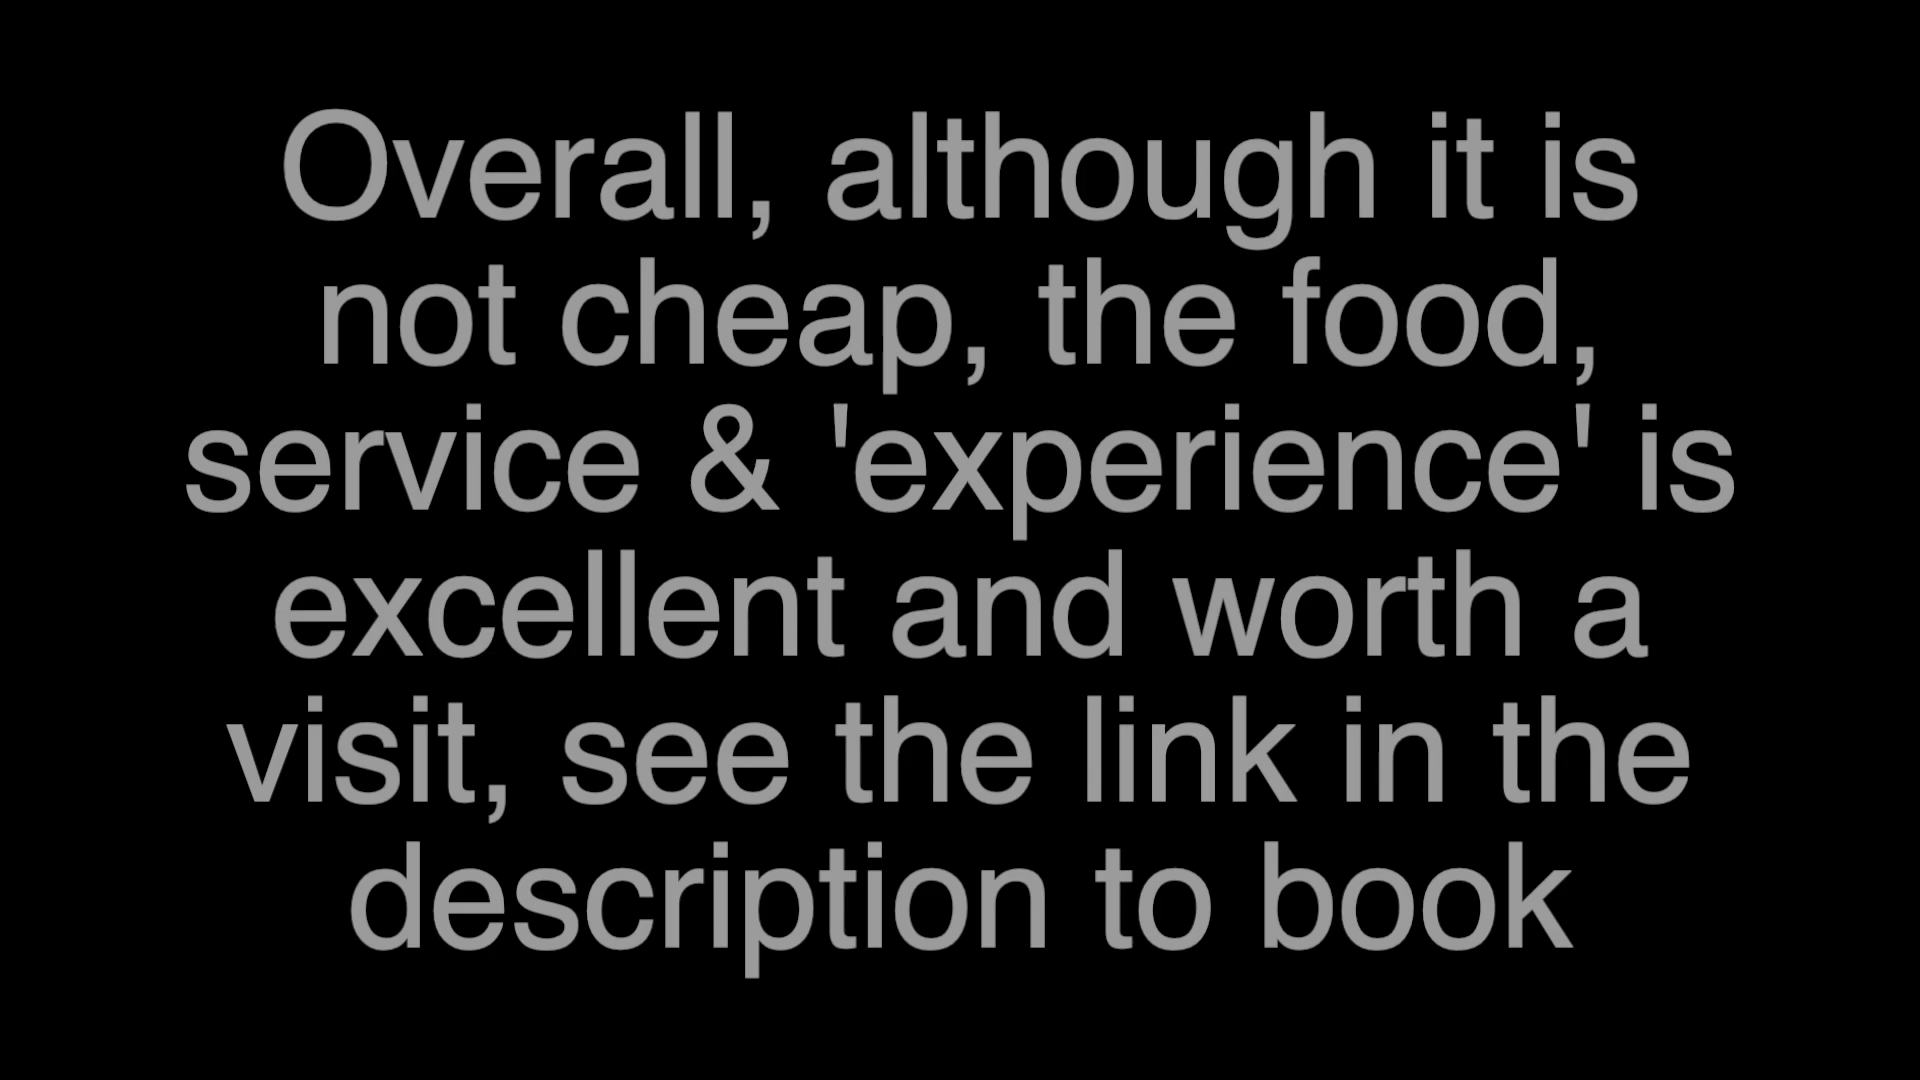 Overall, although it is
not cheap, the food,
service & 'experience' is
excellent and worth a
visit, see the link in the
description to book